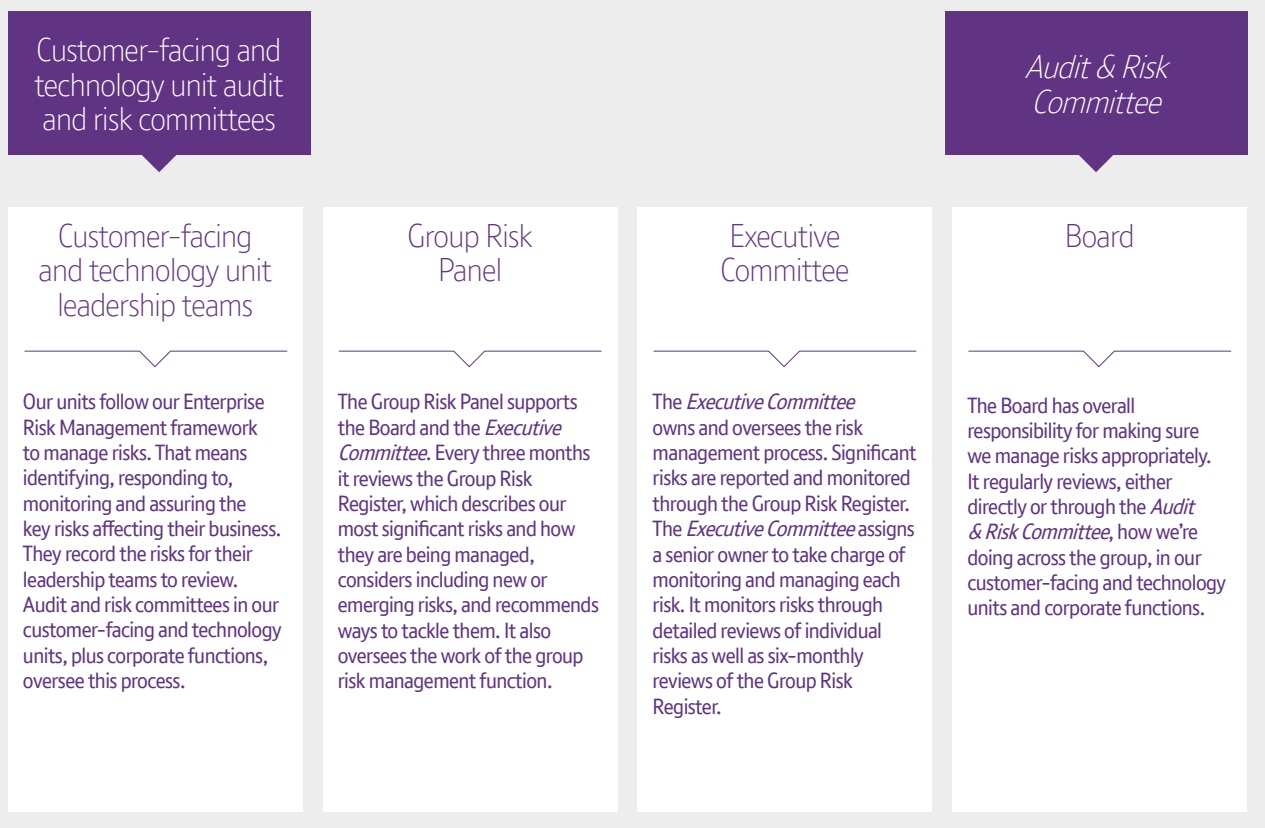 Customer-facing and
technology unit audit
and risk committees
Audit & Risk
Committee
Customer-facing
and technology unit
leadership teams
Our units follow our Enterprise
Risk Management framework
to manage risks. That means
identifying, responding to,
monitoring and assuring the
key risks affecting their business.
They record the risks for their
leadership teams to review.
Audit and risk committees in our
customer-facing and technology
units, plus corporate functions,
oversee this process.
Group Risk
Panel
The Group Risk Panel supports
the Board and the Executive
Committee. Every three months
it reviews the Group Risk
Register, which describes our
most significant risks and how
they are being managed,
considers including new or
emerging risks, and recommends
ways to tackle them. It also
oversees the work of the group
risk management function.
Executive
Committee
The Executive Committee
owns and oversees the risk
management process. Significant
risks are reported and monitored
through the Group Risk Register.
The Executive Committee assigns
a senior owner to take charge of
monitoring and managing each
risk. It monitors risks through
detailed reviews of individual
risks as well as six-monthly
reviews of the Group Risk
Register.
Board
The Board has overall
responsibility for making sure
we manage risks appropriately.
It regularly reviews, either
directly or through the Audit
& Risk Committee, how we're
doing across the group, in our
customer-facing and technology
units and corporate functions.